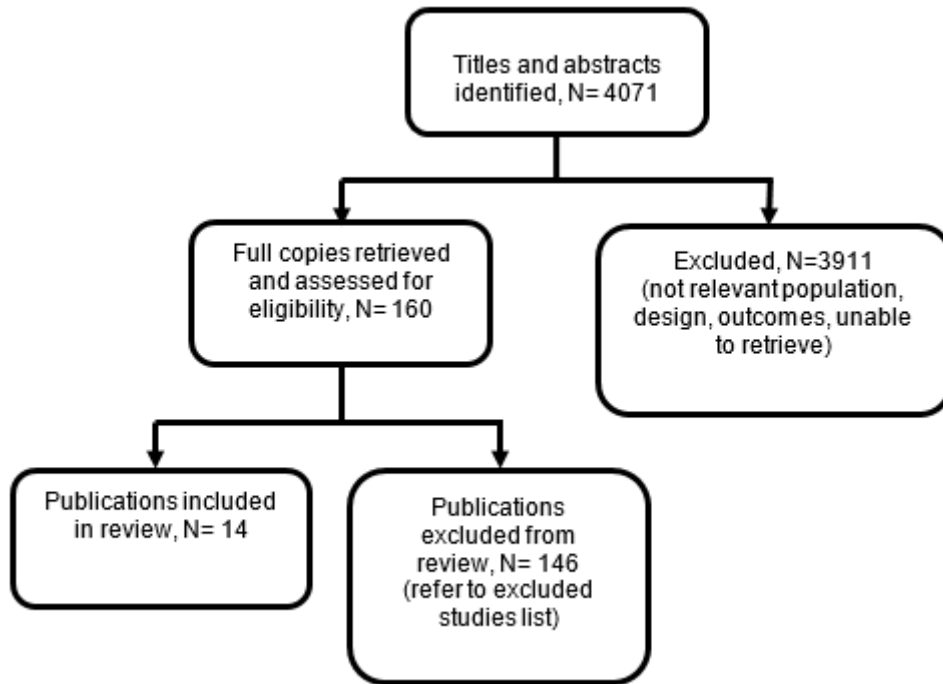 Titles and abstracts
identified, N= 4071
Full copies retrieved
and assessed for
eligibility, N= 160
Excluded, N=3911
(not relevant population,
design, outcomes, unable
to retrieve)
Publications included
in review, N= 14
Publications
excluded from
review, N= 146
(refer to excluded
studies list)